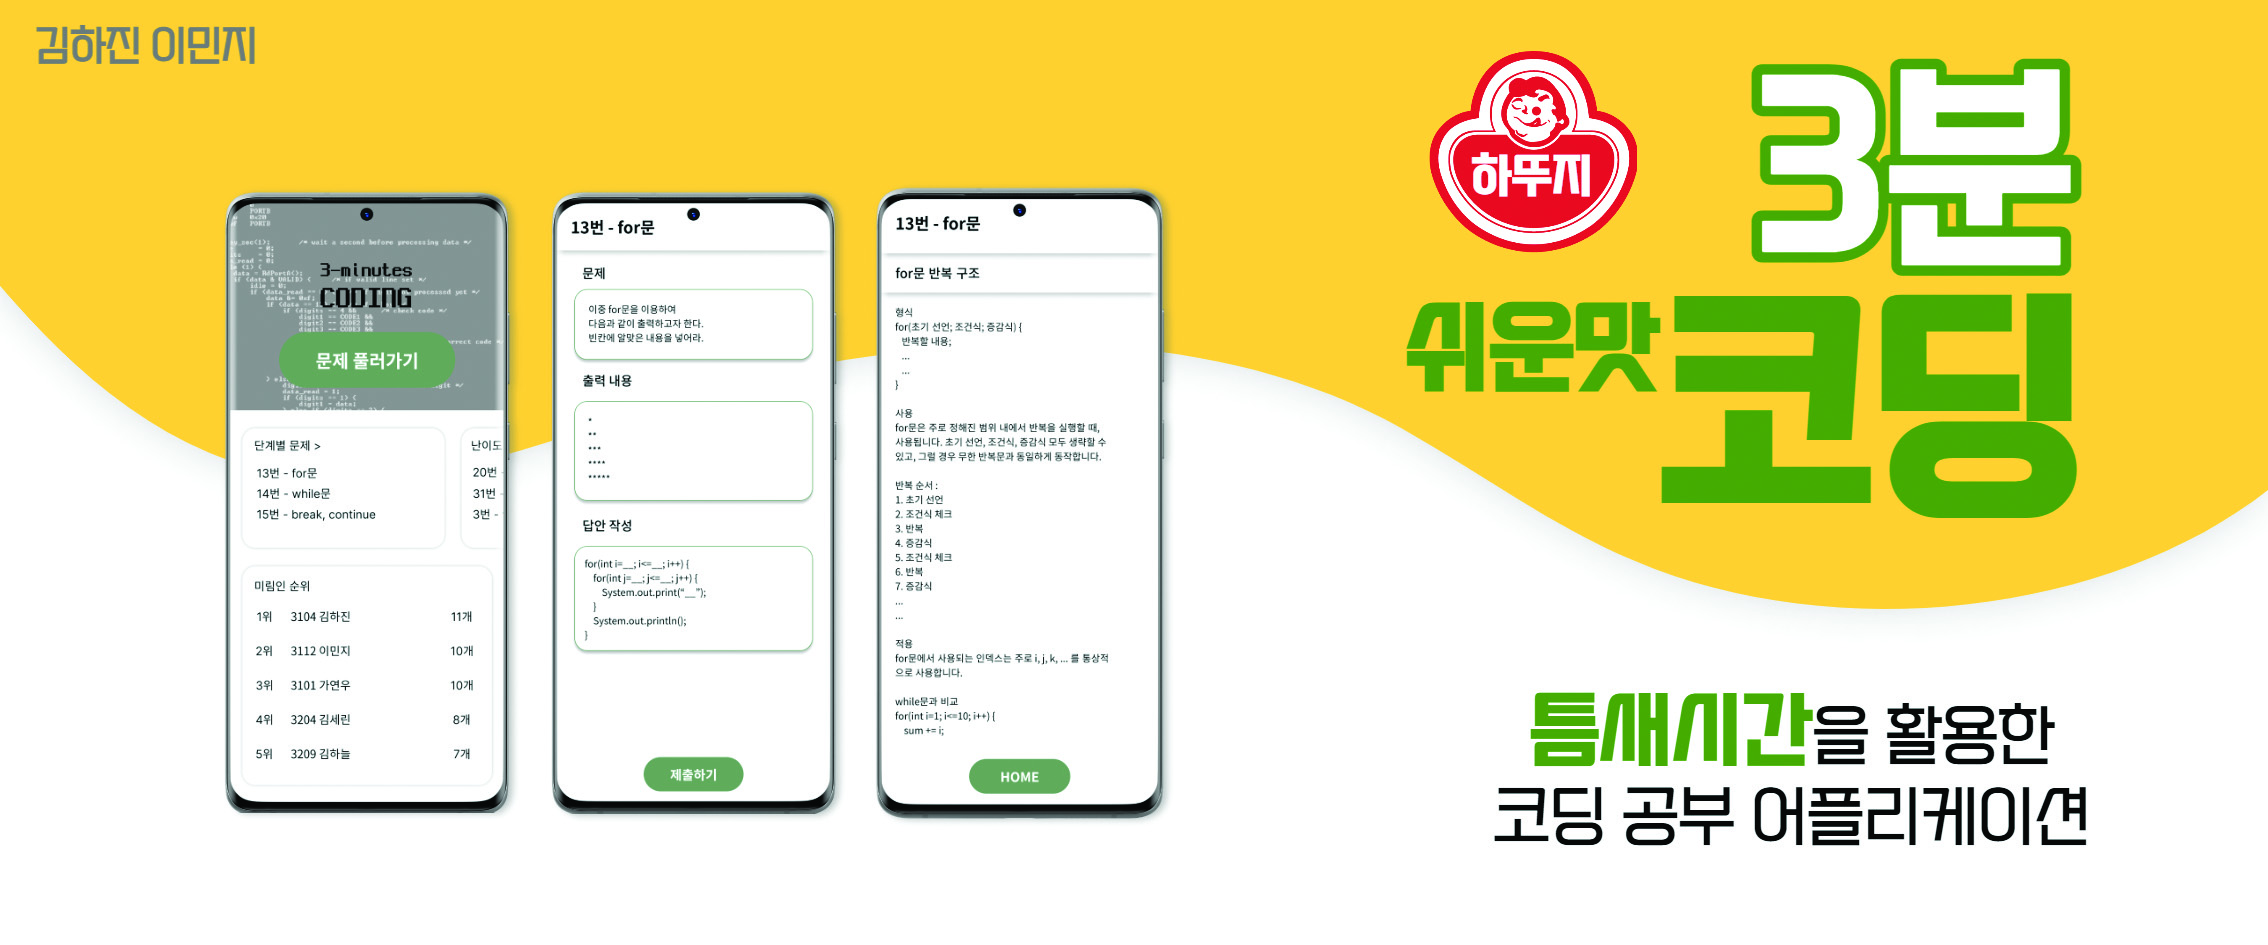 김하진 이민지
하뚜지
3분
쉬운맛
코딩
틈새시간을 활용한
코딩 공부 어플리케이션
PORTB
0x20
PORTB
/* wait a second before processing data */
3-minutes
CODING
문제 풀러가기
단계별 문제 >
13번 - for문
14번 - while문
15번 - break, continue
난이도
20번 -
31번 -
3번 -
미림인 순위
1위 3104 김하진 11개
2위 3112 이민지 10개
3위 3101 가연우 10개
4위 3204 김세린 8개
5위 3209 김하늘 7개
13번 - for문
문제
이중 for문을 이용하여
다음과 같이 출력하고자 한다.
빈칸에 알맞은 내용을 넣어라.
출력 내용
*
**
***
****
*****
답안 작성
for(int i=__; i<=__; i++) {
for(int j=__; j<=__; j++) {
System.out.print(“__”);
}
System.out.println();
}
제출하기
13번 - for문
for문 반복 구조
형식
for(초기 선언; 조건식; 증감식) {
반복할 내용;
...
...
}
사용
for문은 주로 정해진 범위 내에서 반복을 실행할 때,
사용됩니다. 초기 선언, 조건식, 증감식 모두 생략할 수
있고, 그럴 경우 무한 반복문과 동일하게 동작합니다.
반복 순서 :
1. 초기 선언
2. 조건식 체크
3. 반복
4. 증감식
5. 조건식 체크
6. 반복
7. 증감식
...
...
적용
for문에서 사용되는 인덱스는 주로 i, j, k, ... 를 통상적
으로 사용합니다.
while문과 비교
for(int i=1; i<=10; i++) {
sum += i;
HOME